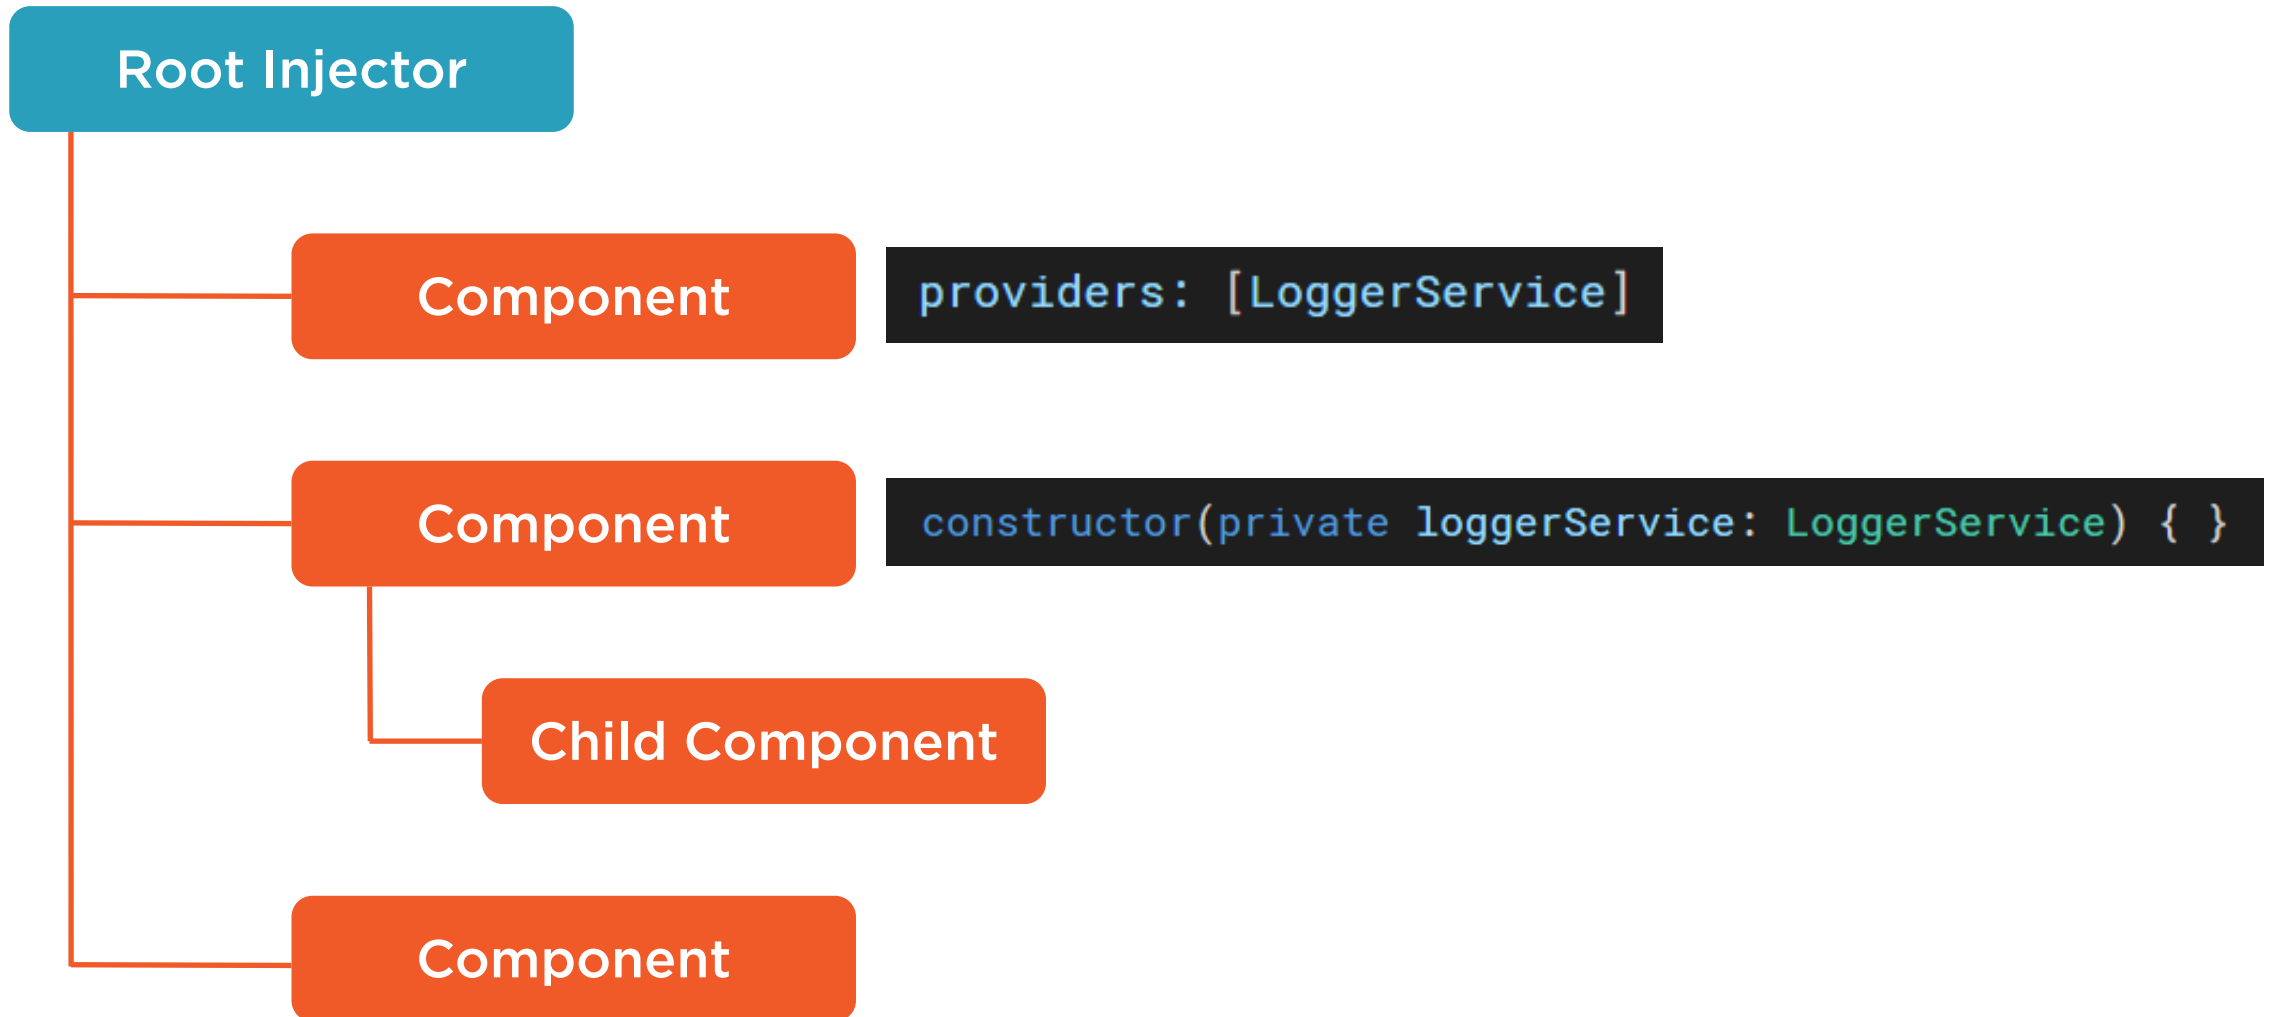 Root Injector
Component
providers: [LoggerService]
Component
constructor(private loggerService: LoggerService) { }
Child Component
Component